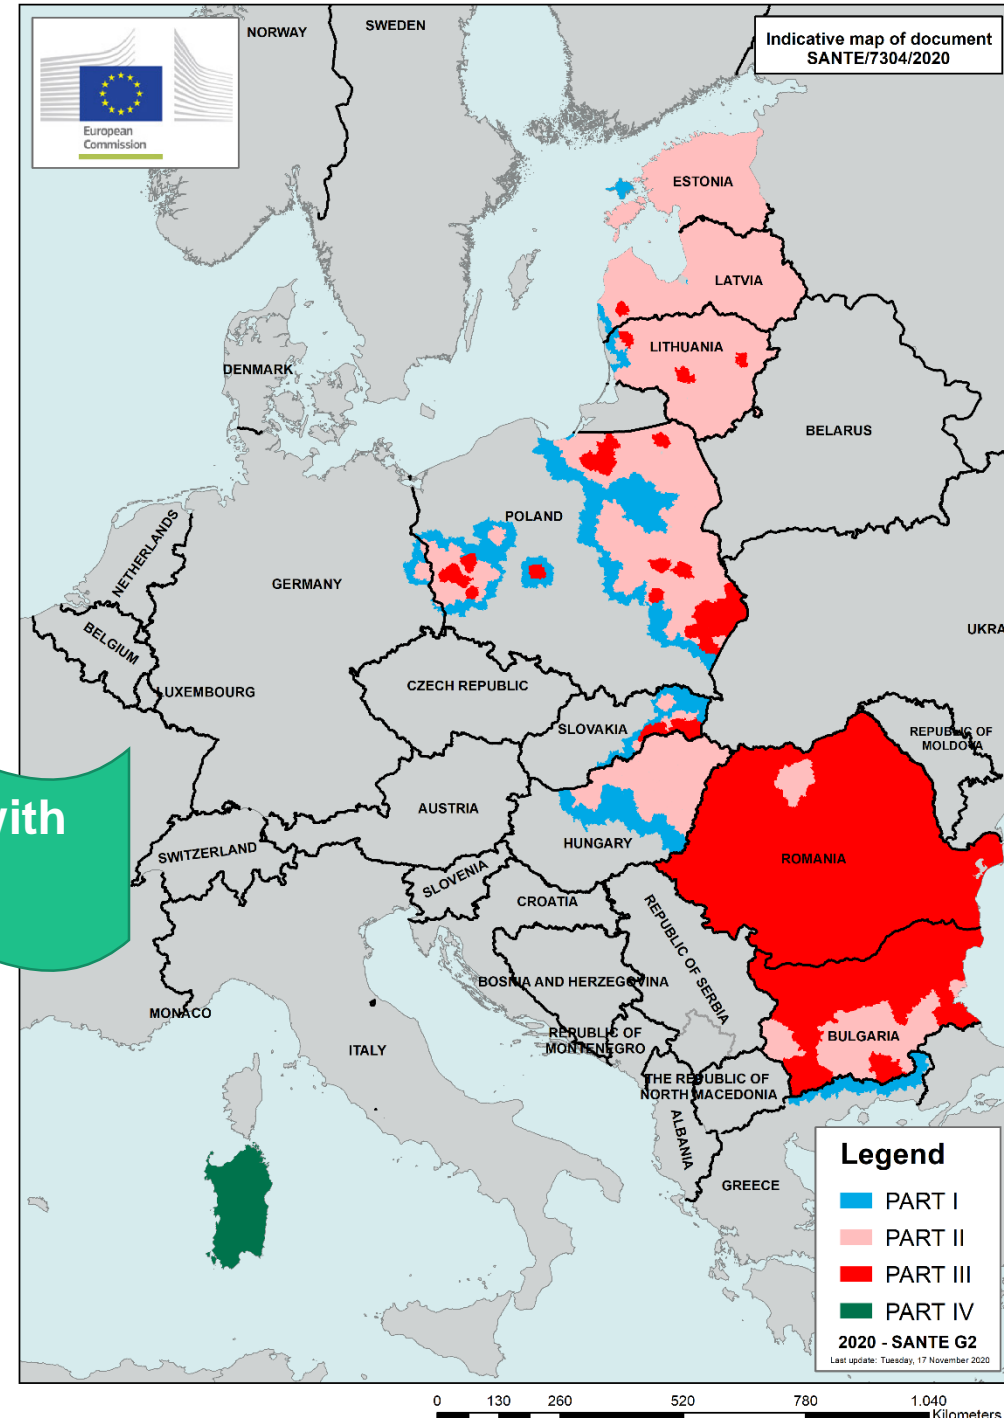 NORWAY
SWEDEN
Indicative map of document
SANTE/7304/2020
European
Commission
ESTONIA
LATVIA
LITHUANIA
DENMARK
BELARUS
POLAND
NETHERLANDS
GERMANY
BELGIUM
UKRA
LUXEMBOURG
CZECH REPUBLIC
SLOVAKIA
REPUBLIC OF
MOLDOVA
with
AUSTRIA
HUNGARY
SWITZERLAND
ROMANIA
SLOVENIA
CROATIA
REPUBLIC OF SERBIA
BOSNIA AND HERZEGOVINA
MONACO
REPUBLIC OF
MONTENEGRO
BULGARIA
ITALY
THE REPUBLIC OF
NORTH MACEDONIA
ALBANIA
GREECE
Legend
PART I
PART II
PART III
PART IV
2020 - SANTE G2
Last update: Tuesday, 17 November 2020
0 130 260 520 780 1.040
Kilometers